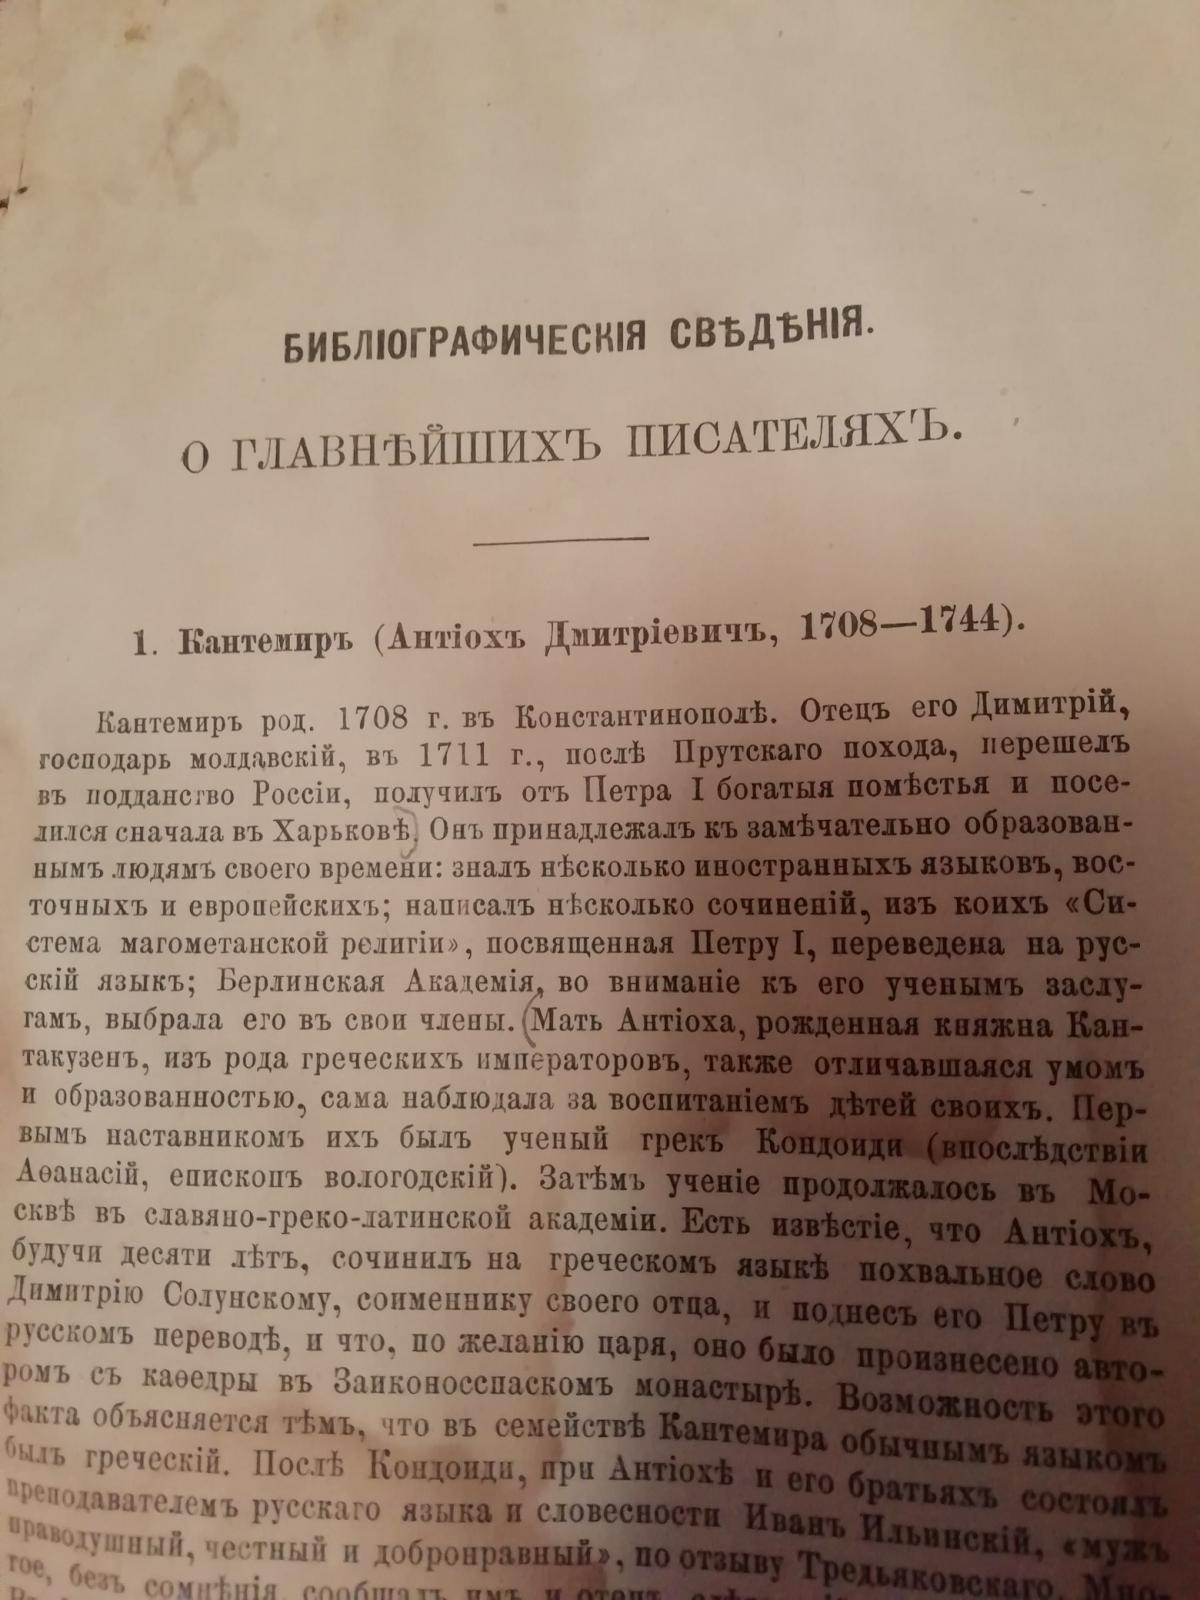 БИБЛІОГРАФИЧЕСКІЯ СВѢДѢНІЯ.
О ГЛАВНѢЙШИХЪ ПИСАТЕЛЯХЪ.
1. Кантемиръ (Антіохъ Дмитріевичъ, 1708—1744).
Кантемиръ род. 1708 г. въ Константинополѣ. Отецъ его Димитрій,
господарь молдавскій, въ 1711 г., послѣ Прутскаго похода, перешелъ
въ подданство Россіи, получилъ отъ Петра I богатыя помѣстья и посе-
лился сначала въ Харьковѣ. Онъ принадлежалъ къ замѣчательно образован-
нымъ людямъ своего времени: зналъ нѣсколько иностранныхъ языковъ, вос-
точныхъ и европейскихъ; написалъ нѣсколько сочиненій, изъ коихъ «Си-
стема магометанской религіи», посвященная Петру I, переведена на рус-
скій языкъ; Берлинская Академія, во вниманіе къ его ученымъ заслу-
гамъ, выбрала его въ свои члены. (Мать Антіоха, рожденная княжна Кан-
такузенъ, изъ рода греческихъ императоровъ, также отличавшаяся умомъ
и образованностью, сама наблюдала за воспитаніемъ дѣтей своихъ. Пер-
вымъ наставникомъ ихъ былъ ученый грекъ Кондоиди (впослѣдствіи
Аѳанасій, епископъ вологодскій). Затѣмъ ученіе продолжалось въ Мо-
сквѣ въ славяно-греко-латинской академіи. Есть извѣстіе, что Антіохъ,
будучи десяти лѣтъ, сочинилъ на греческомъ языкѣ похвальное слово
Димитрію Солунскому, соименнику своего отца, и поднесъ его Петру въ
русскомъ переводѣ, и что, по желанію царя, оно было произнесено авто-
ромъ съ каѳедры въ Заиконосспаскомъ монастырѣ. Возможность этого
факта объясняется тѣмъ, что въ семействѣ Кантемира обычнымъ языкомъ
былъ греческій. Послѣ Кондоиди, при Антіохѣ и его братьяхъ состоялъ
преподавателемъ русскаго языка и словесности Иванъ Ильинскій, «мужъ
праводушный, честный и добронравный», по отзыву Тредьяковскаго. Мно-
гое, безъ сомнѣнія, сообщалъ имъ и отецъ